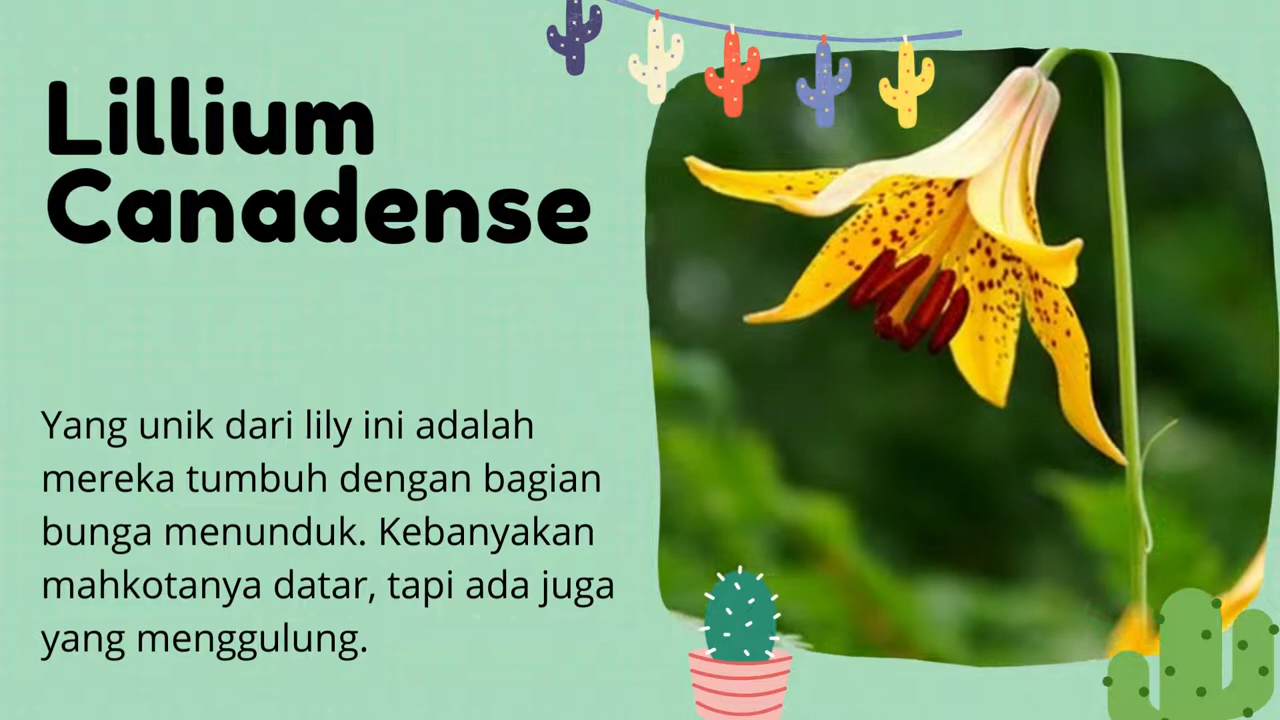 Lillium
Canadense
Yang unik dari lily ini adalah
mereka tumbuh dengan bagian
bunga menunduk. Kebanyakan
mahkotanya datar, tapi ada juga
yang menggulung.